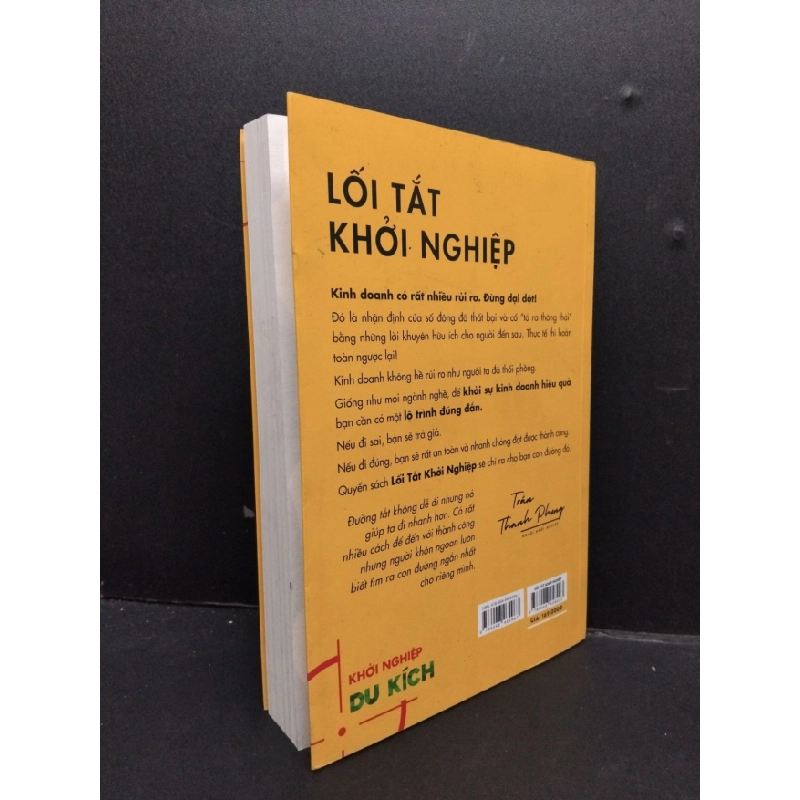 LỐI TẮT
KHỞI NGHIỆP
Kinh doanh có rất nhiều rủi ro. Đừng dại dột!
Đó là nhận định của số đông đã thất bại và cố "tỏ ra thông thái"
bằng những lời khuyên hữu ích cho người đến sau. Thực tế thì hoàn
toàn ngược lại!
Kinh doanh không hề rủi ro như người ta đã thổi phồng.
Giống như mọi ngành nghề, để khởi sự kinh doanh hiệu quả
bạn cần có một lộ trình đúng đắn.
Nếu đi sai, bạn sẽ trả giá.
Nếu đi đúng, bạn sẽ rất an toàn và nhanh chóng đạt được thành công.
Quyển sách Lối Tắt Khởi Nghiệp sẽ chỉ ra cho bạn con đường đó.
Đường tắt không dễ đi nhưng nó
giúp ta đi nhanh hơn. Có rất
nhiều cách để đến với thành công
nhưng người khôn ngoan luôn
biết tìm ra con đường ngắn nhất
cho riêng mình.
Trần
Thanh Phong
KHỞI NGHIỆP
DU KÍCH